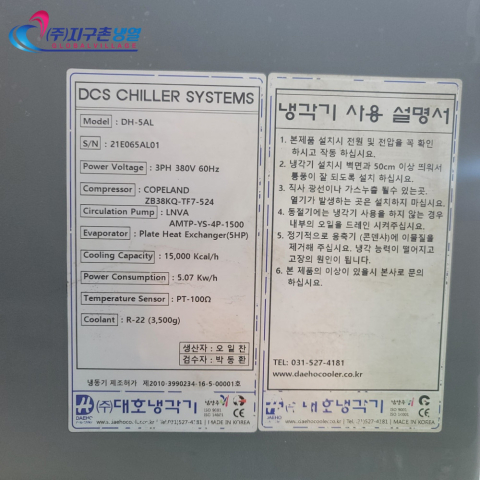 (주)지구촌냉열
GLOBALVILLAGE
DCS CHILLER SYSTEMS
Model : DH-5AL
S/N : 21E065AL01
Power Voltage : 3PH 380V 60Hz
Compressor : COPELAND
ZB38KQ-TF7-524
Circulation Pump : LNVA
AMTP-YS-4P-1500
Evaporator : Plate Heat Exchanger(5HP)
Cooling Capacity : 15,000 Kcal/h
Power Consumption : 5.07 Kw/h
Temperature Sensor : PT-100Ω
Coolant : R-22 (3,500g)
생산자 : 오 일 찬
검수자 : 박 동 환
냉동기 제조허가 제2010-3990234-16-5-00001호
(주)대호냉각기
DAEHO
MADE IN KOREA
냉각기 사용 설명서
1. 본제품 설치시 전원 및 전압을 꼭 확인
하시고 작동 하십시요.
2. 냉각기 설치시 벽면과 50cm 이상 띄워서
통풍이 잘 되도록 설치 하십시요.
3. 직사 광선이나 가스누출 될수 있는곳.
열기가 발생하는 곳은 설치하지 마십시요.
4. 동절기에는 냉각기 사용을 하지 않는 경우
내부의 오일을 드레인 시켜주십시요.
5. 정기적으로 응축기 (콘덴사)에 이물질을
제거해 주십시요. 냉각 능력이 떨어지고
고장의 원인이 됩니다.
6. 본 제품의 이상이 있을시 본사로 문의
하십시요.
TEL: 031-527-4181
www.daehocooler.co.kr
(주)대호냉각기
MADE IN KOREA